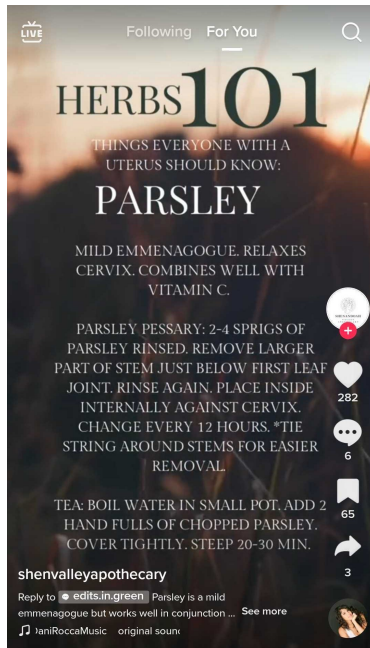 LIVE
Following For You
HERBS 101
THINGS EVERYONE WITH A
UTERUS SHOULD KNOW:
PARSLEY
MILD EMMENAGOGUE. RELAXES
CERVIX. COMBINES WELL WITH
VITAMIN C.
PARSLEY PESSARY: 2-4 SPRIGS OF
PARSLEY RINSED. REMOVE LARGER
PART OF STEM JUST BELOW FIRST LEAF
JOINT. RINSE AGAIN. PLACE INSIDE
INTERNALLY AGAINST CERVIX.
CHANGE EVERY 12 HOURS. *TIE
STRING AROUND STEMS FOR EASIER
REMOVAL.
TEA: BOIL WATER IN SMALL POT. ADD 2
HAND FULLS OF CHOPPED PARSLEY.
COVER TIGHTLY. STEEP 20-30 MIN.
282
6
65
3
shenvalleyapothecary
Reply to edits.in.green Parsley is a mild
emmenagogue but works well in conjunction ... See more
aniRoccaMusic original soun